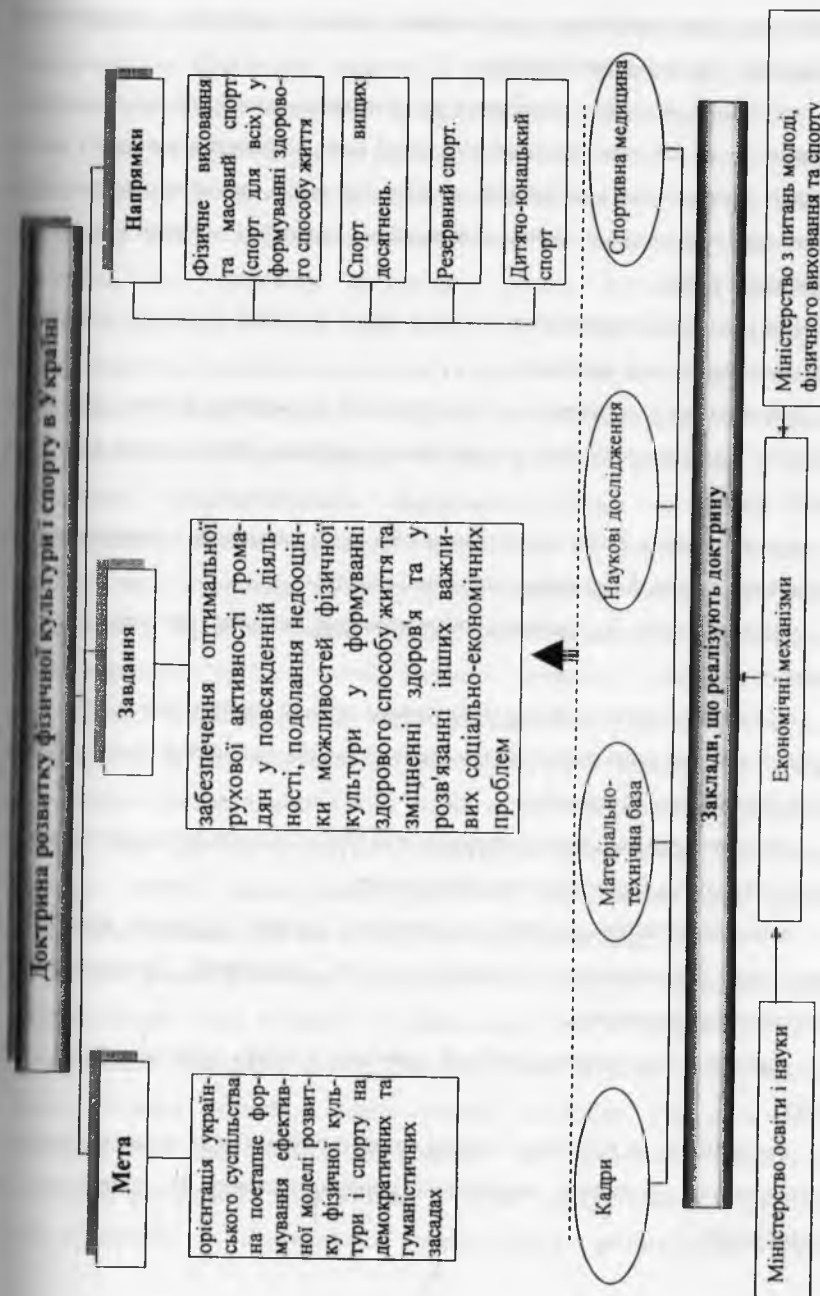 Доктрина розвитку фізичної культури і спорту в Україні
Мета
орієнтація україн-
ського суспільства
на поетапне фор-
мування ефектив-
ної моделі розвит-
ку фізичної куль-
тури і спорту на
демократичних та
гуманістичних
засадах
Завдання
забезпечення оптимальної
рухової активності грома-
дян у повсякденній діяль-
ності, подолання недооцін-
ки можливостей фізичної
культури у формуванні
здорового способу життя та
зміцненні здоров'я та у
розв'язанні інших важли-
вих соціально-економічних
проблем
Напрямки
Фізичне виховання
та масовий спорт
(спорт для всіх) у
формуванні здорово-
го способу життя
Спорт вищих
досягнень.
Резервний спорт.
Дитячо-юнацький
спорт
Кадри
Матеріально-
технічна база
Наукові дослідження
Спортивна медицина
Заклади, що реалізують доктрину
Міністерство освіти і науки
Економічні механізми
Міністерство з питань молоді,
фізичного виховання та спорту